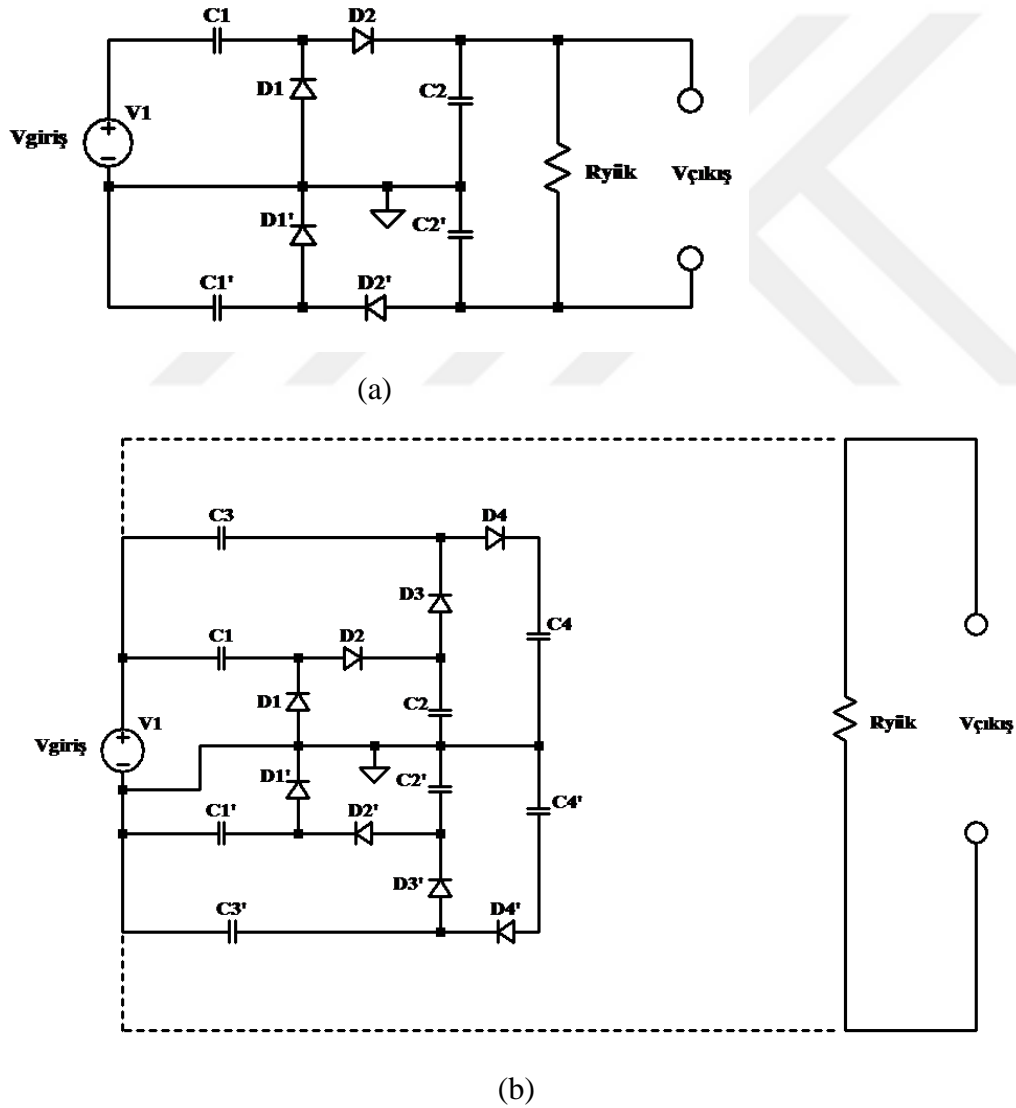 C1
D2
D1
C2
V1
Vgiriş
Ryük
Vçıkış
D1'
C2'
C1'
D2'
(a)
C3
D4
D3
C1
D2
C4
D1
C2
V1
Vgiriş
Ryük
Vçıkış
D1'
C2'
C4'
C1'
D2'
D3'
C3'
D4'
(b)